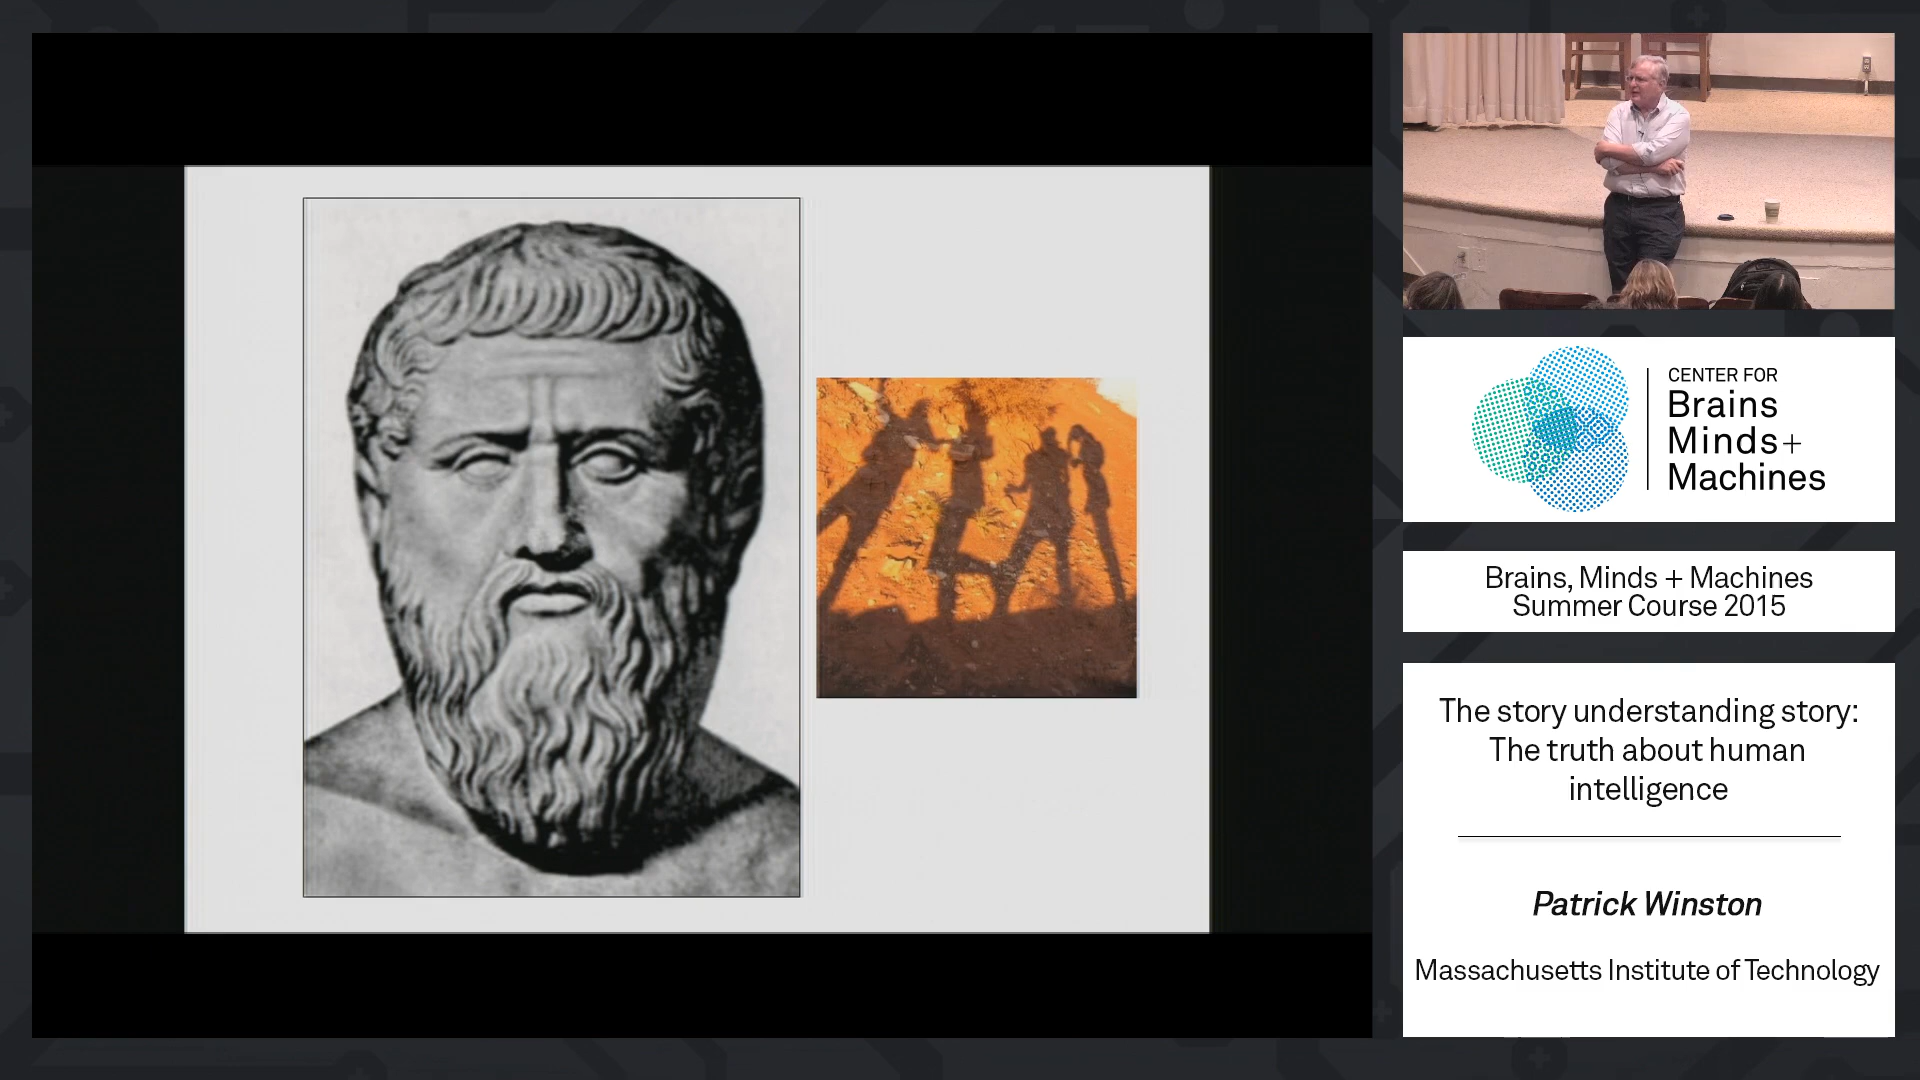 CENTER FOR
Brains
Minds+
Machines
Brains, Minds + Machines
Summer Course 2015
The story understanding story:
The truth about human
intelligence
Patrick Winston
Massachusetts Institute of Technology